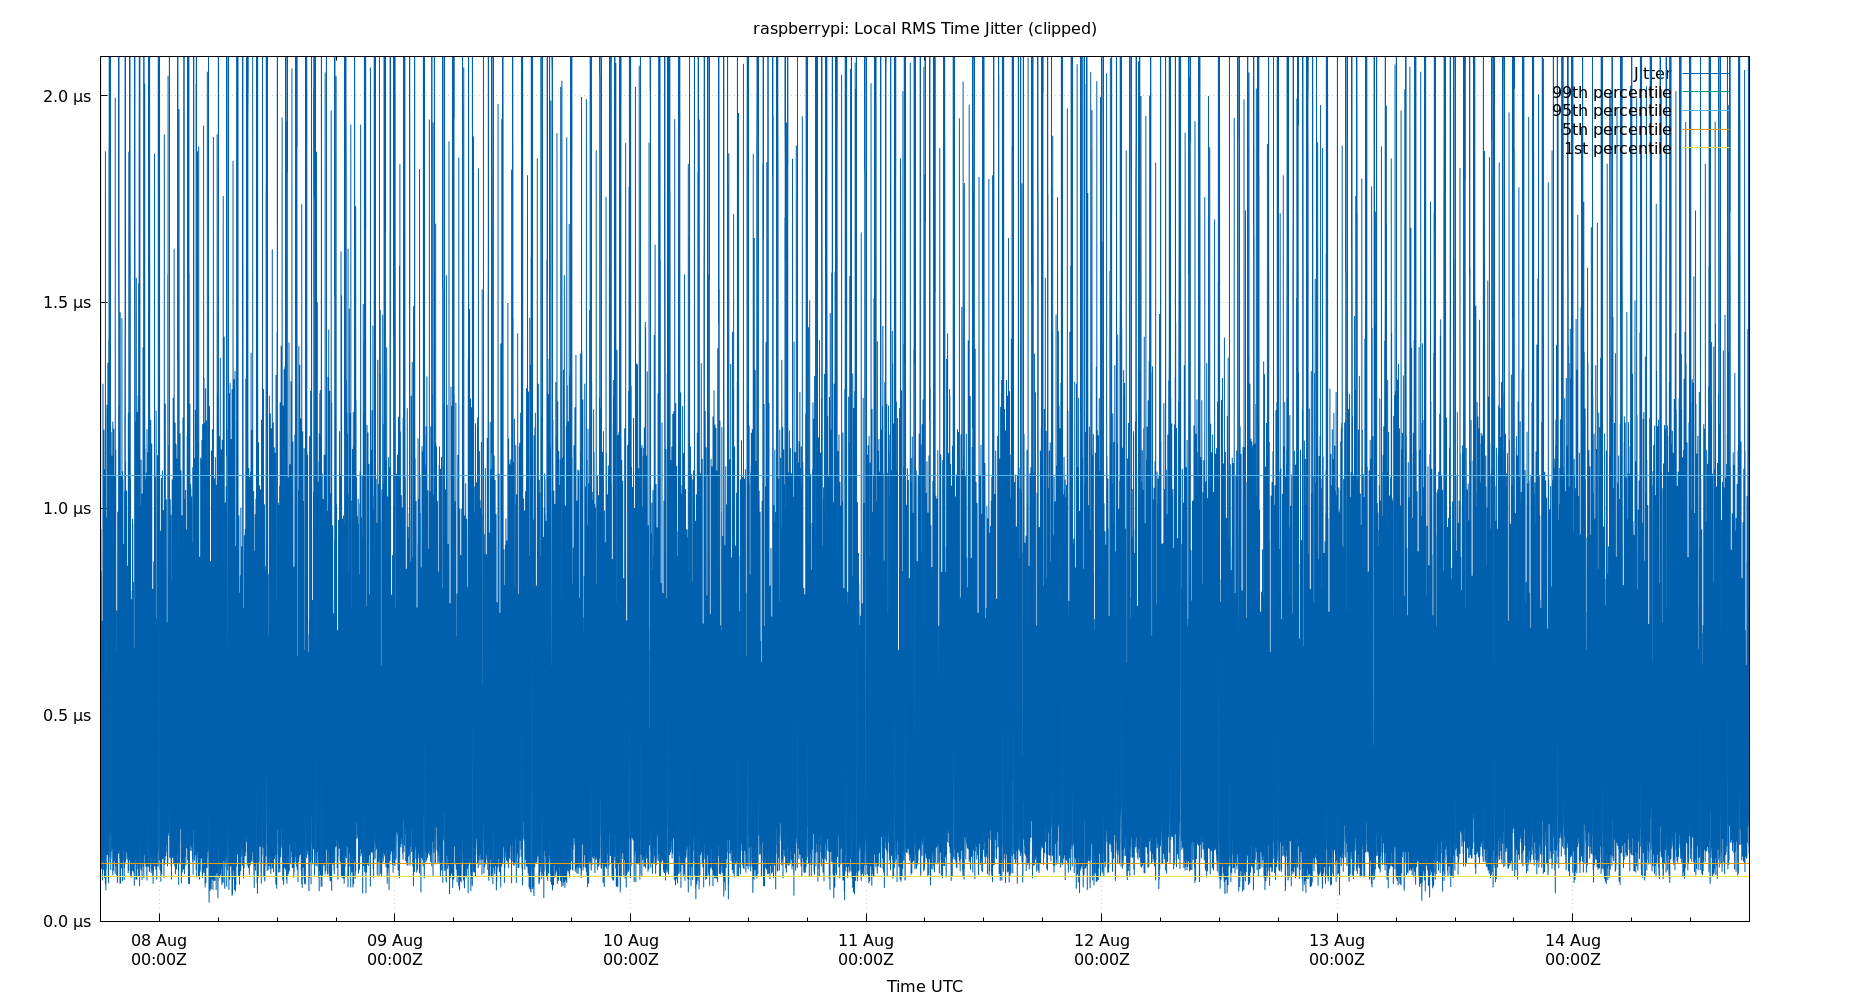 raspberrypi: Local RMS Time Jitter (clipped)
2.0 µs
1.5 µs
1.0 µs
0.5 µs
0.0 µs
Jitter
99th percentile
95th percentile
5th percentile
1st percentile
08 Aug 09 Aug 10 Aug 11 Aug 12 Aug 13 Aug 14 Aug
00:00Z 00:00Z 00:00Z 00:00Z 00:00Z 00:00Z 00:00Z
Time UTC